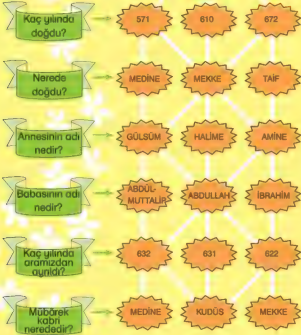 Kaç yılında
doğdu?
571 610 672
Nerede
doğdu?
MEDİNE MEKKE TAİF
Annesinin adı
nedir?
GÜLSÜM HALİME AMİNE
Babasının adı
nedir?
ABDÜL-
MUTTALİP
ABDULLAH İBRAHİM
Kaç yılında
aramızdan
ayrıldı?
632 631 622
Mübarek
kabri
nerededir?
MEDİNE KUDÜS MEKKE